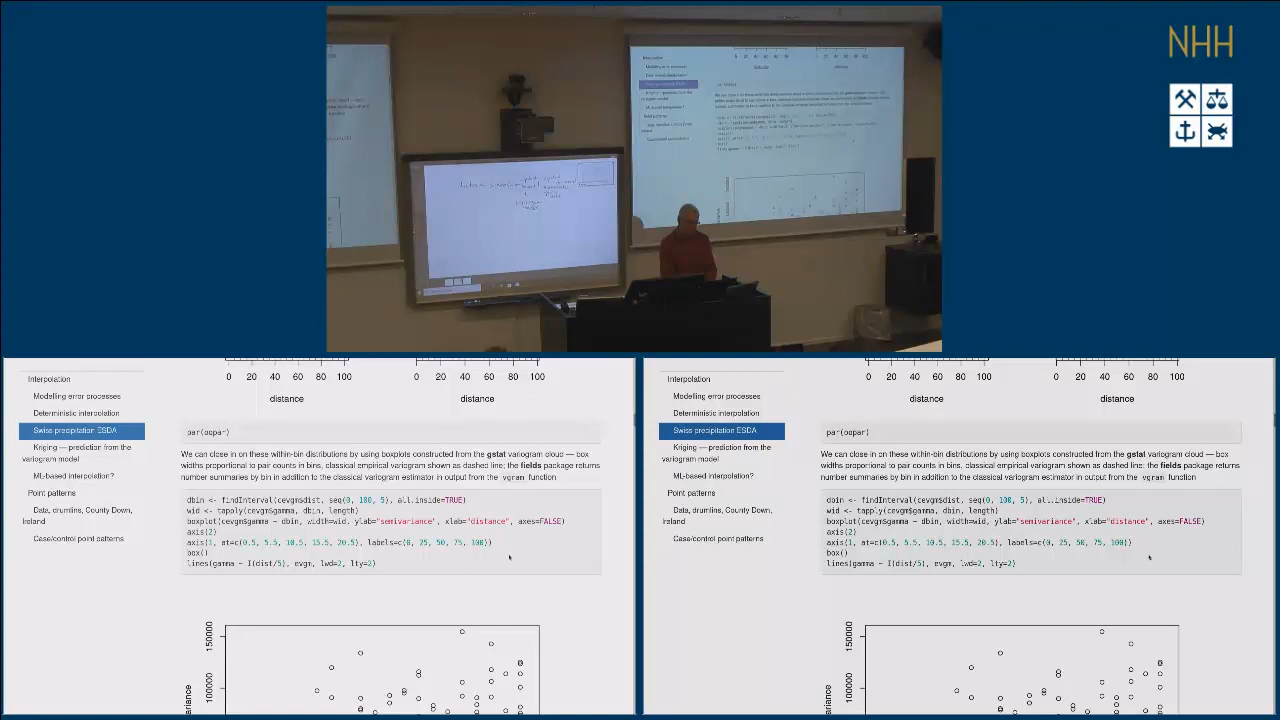 NHH
Interpolation
Modelling error processes
Deterministic interpolation
Swiss precipitation ESDA
Kriging — prediction from the
variogram model
ML-based interpolation?
Point patterns
Data, drumlins, County Down,
Ireland
Case/control point patterns
0 20 40 60 80 100
distance
0 20 40 60 80 100
distance
par(oopar)
We can close in on these within-bin distributions by using boxplots constructed from the gstat variogram cloud — box
widths proportional to pair counts in bins, classical empirical variogram shown as dashed line; the fields package returns
number summaries by bin in addition to the classical variogram estimator in output from the vgram function
dbin <- findInterval(cevgm$dist, seq(0, 100, 5), all.inside=TRUE)
wid <- tapply(cevgm$gamma, dbin, length)
boxplot(cevgm$gamma ~ dbin, width=wid, ylab="semivariance", xlab="distance", axes=FALSE)
axis(2)
axis(1, at=c(0.5, 5.5, 10.5, 15.5, 20.5), labels=c(0, 25, 50, 75, 100))
box()
lines(gamma ~ I(dist/5), evgm, lwd=2, lty=2)
150000
100000
variance
Interpolation
Modelling error processes
Deterministic interpolation
Swiss precipitation ESDA
Kriging — prediction from the
variogram model
ML-based interpolation?
Point patterns
Data, drumlins, County Down,
Ireland
Case/control point patterns
0 20 40 60 80 100
distance
0 20 40 60 80 100
distance
par(oopar)
We can close in on these within-bin distributions by using boxplots constructed from the gstat variogram cloud — box
widths proportional to pair counts in bins, classical empirical variogram shown as dashed line; the fields package returns
number summaries by bin in addition to the classical variogram estimator in output from the vgram function
dbin <- findInterval(cevgm$dist, seq(0, 100, 5), all.inside=TRUE)
wid <- tapply(cevgm$gamma, dbin, length)
boxplot(cevgm$gamma ~ dbin, width=wid, ylab="semivariance", xlab="distance", axes=FALSE)
axis(2)
axis(1, at=c(0.5, 5.5, 10.5, 15.5, 20.5), labels=c(0, 25, 50, 75, 100))
box()
lines(gamma ~ I(dist/5), evgm, lwd=2, lty=2)
150000
100000
variance